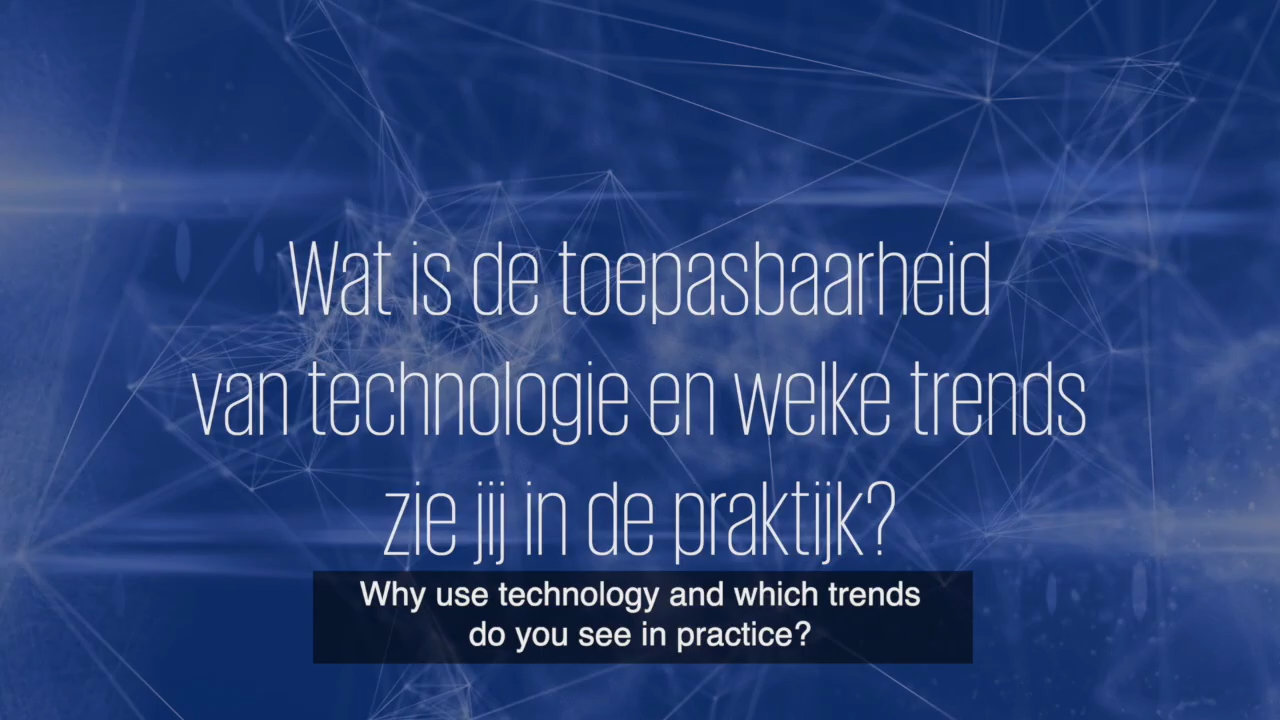 Wat is de toepasbaarheid
van technologie en welke trends
zie jij in de praktijk?
Why use technology and which trends
do you see in practice?